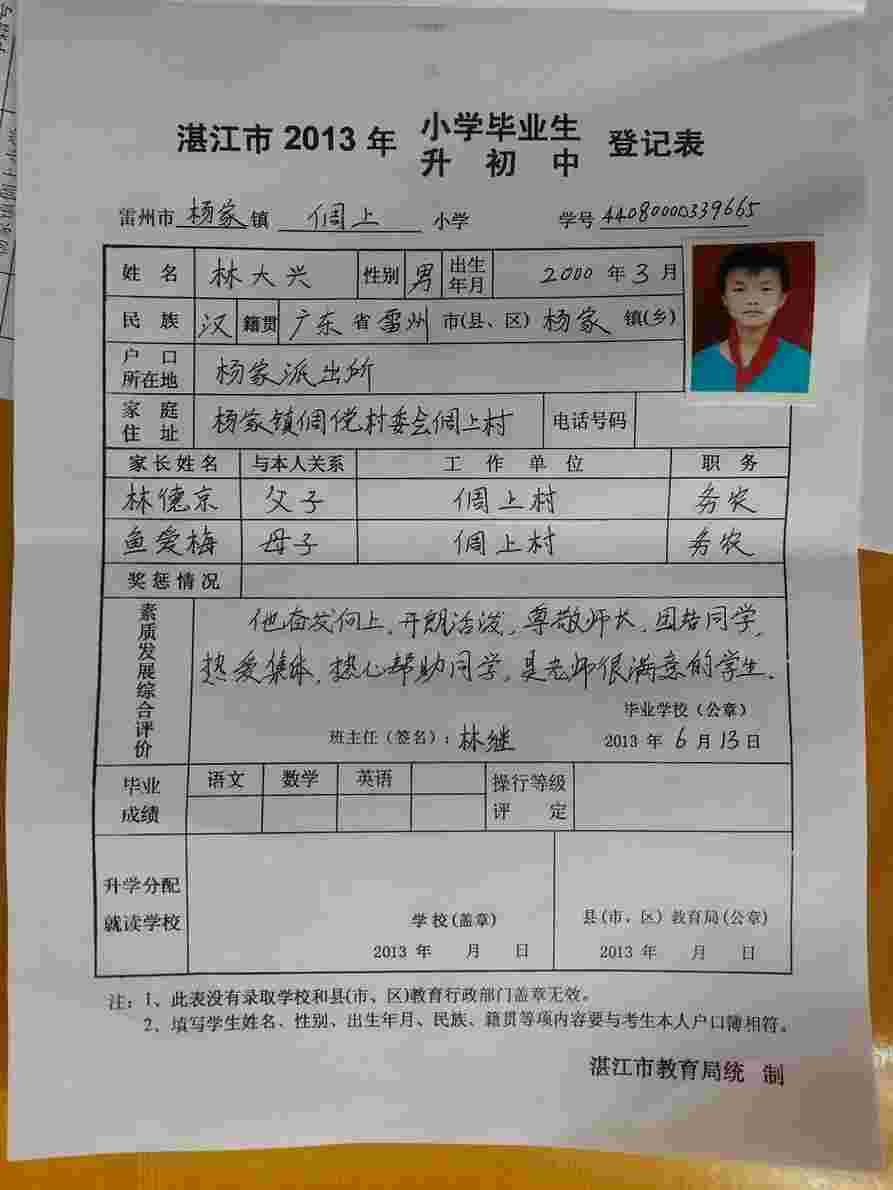 湛江市 2013 年 小学毕业生 升初中 登记表
雷州市 杨家 镇 倜上 小学 学号 44080000339665
姓名 林大兴 性别 男 出生年月 2000 年 3 月
民族 汉 籍贯 广东 省 雷州 市(县、区) 杨家 镇(乡)
户口所在地 杨家派出所
家庭住址 杨家镇倜傥村委会倜上村 电话号码
家长姓名 与本人关系 工作单位 职务
林德京 父子 倜上村 务农
鱼爱梅 母子 倜上村 务农
奖惩情况
素质发展综合评价
他奋发向上,开朗活泼,尊敬师长,团结同学,
热爱集体,热心帮助同学,是老师很满意的学生.
毕业学校(公章)
班主任(签名): 林继 2013 年 6 月 13 日
毕业成绩 语文 数学 英语 操行等级评定
升学分配就读学校
学校(盖章) 县(市、区)教育局(公章)
2013 年 月 日 2013 年 月 日
注: 1、此表没有录取学校和县(市、区)教育行政部门盖章无效。
2、填写学生姓名、性别、出生年月、民族、籍贯等项内容要与考生本人户口簿相符。
湛江市教育局统 制